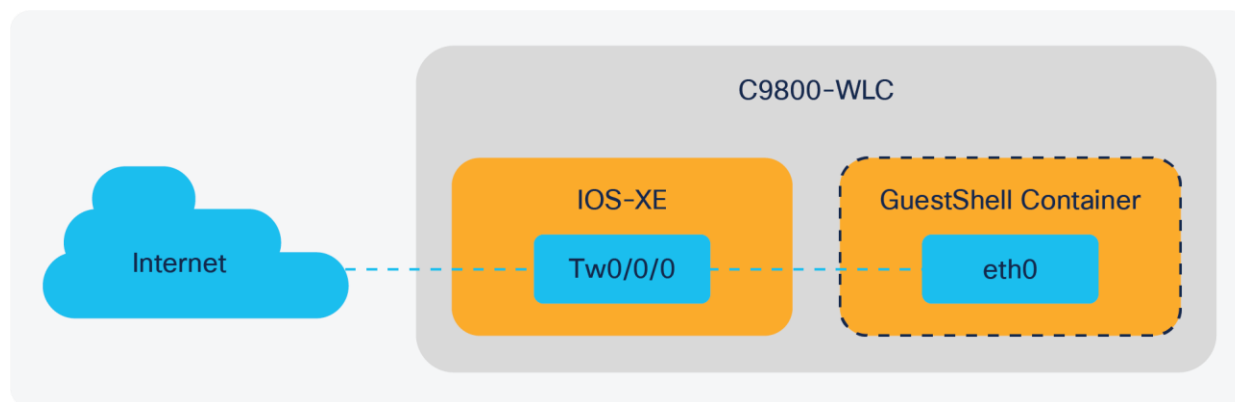 C9800-WLC
IOS-XE
GuestShell Container
Internet
Tw0/0/0
eth0